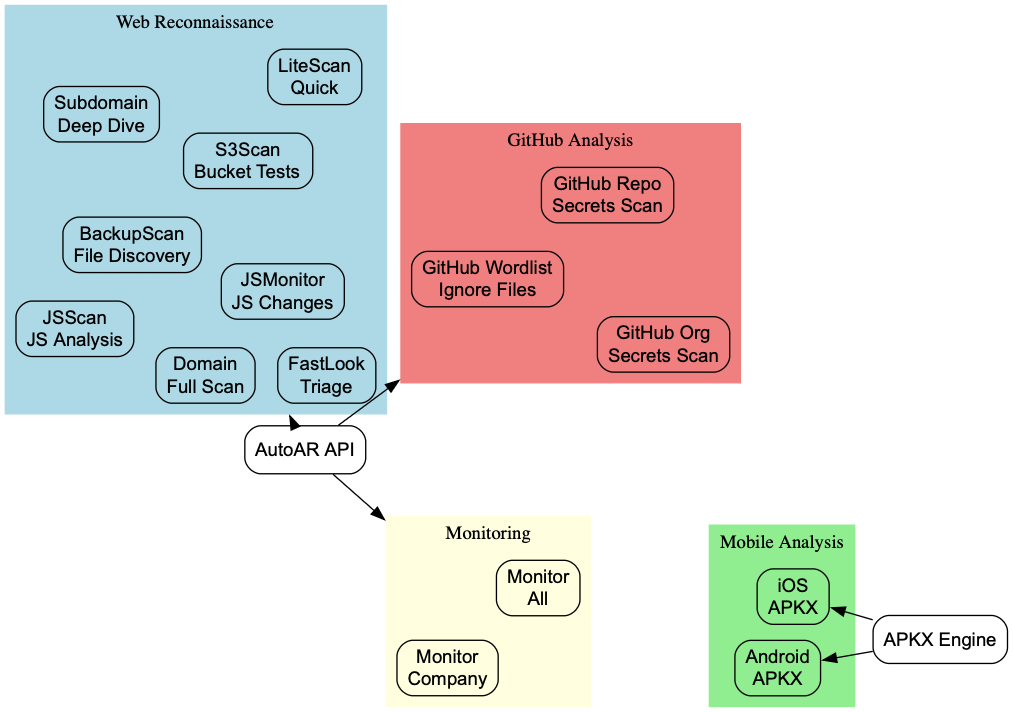 Web Reconnaissance
LiteScan
Quick
Subdomain
Deep Dive
S3Scan
Bucket Tests
BackupScan
File Discovery
JSMonitor
JS Changes
JSScan
JS Analysis
Domain
Full Scan
FastLook
Triage
GitHub Analysis
GitHub Repo
Secrets Scan
GitHub Wordlist
Ignore Files
GitHub Org
Secrets Scan
AutoAR API
Monitoring
Monitor
All
Monitor
Company
Mobile Analysis
iOS
APKX
Android
APKX
APKX Engine